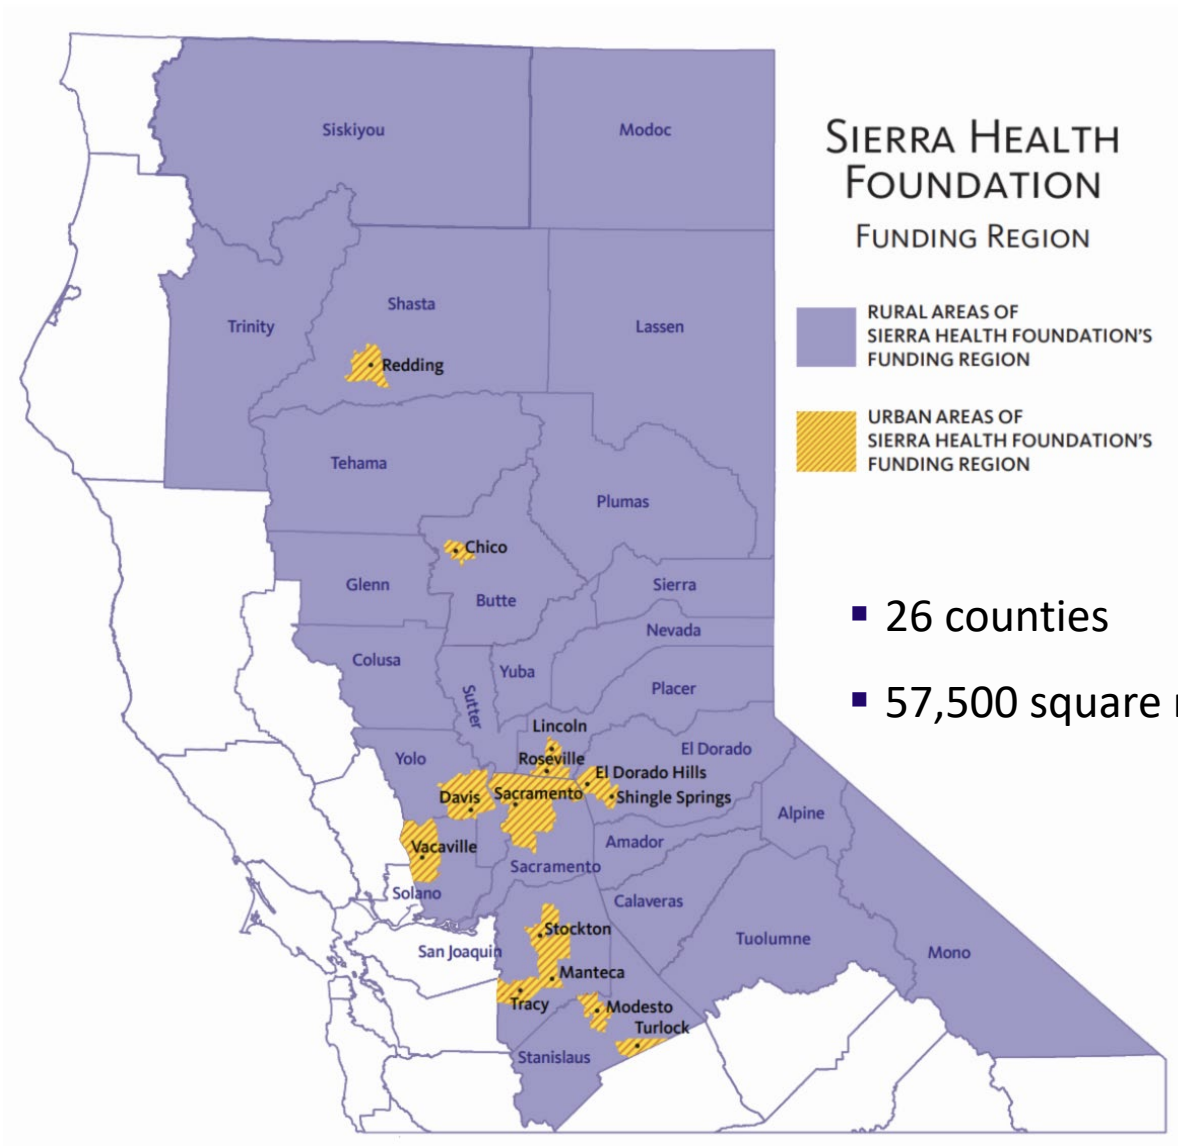 SIERRA HEALTH
FOUNDATION
FUNDING REGION
RURAL AREAS OF
SIERRA HEALTH FOUNDATION'S
FUNDING REGION
URBAN AREAS OF
SIERRA HEALTH FOUNDATION'S
FUNDING REGION
▪ 26 counties
▪ 57,500 square
Siskiyou
Modoc
Shasta
Trinity
Lassen
Redding
Tehama
Plumas
Chico
Glenn
Butte
Sierra
Nevada
Colusa
Yuba
Sutter
Placer
Lincoln
Yolo
Roseville
El Dorado
El Dorado Hills
Davis
Sacramento
Shingle Springs
Alpine
Vacaville
Amador
Sacramento
Solano
Calaveras
Stockton
Tuolumne
San Joaquin
Mono
Manteca
Tracy
Modesto
Turlock
Stanislaus